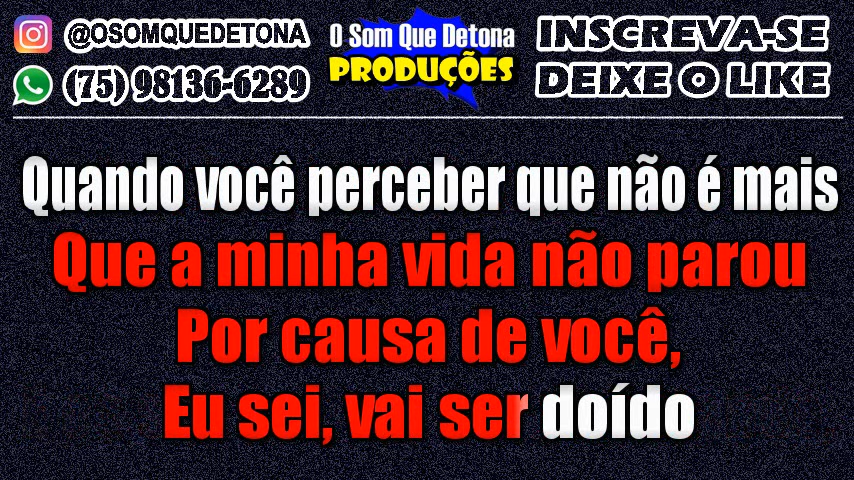 @OSOMQUEDETONA
(75) 98136-6289
O Som Que Detona
PRODUÇÕES
INSCREVA-SE
DEIXE O LIKE
Quando você perceber que não é mais
Que a minha vida não parou
Por causa de você,
Eu sei, vai ser doído